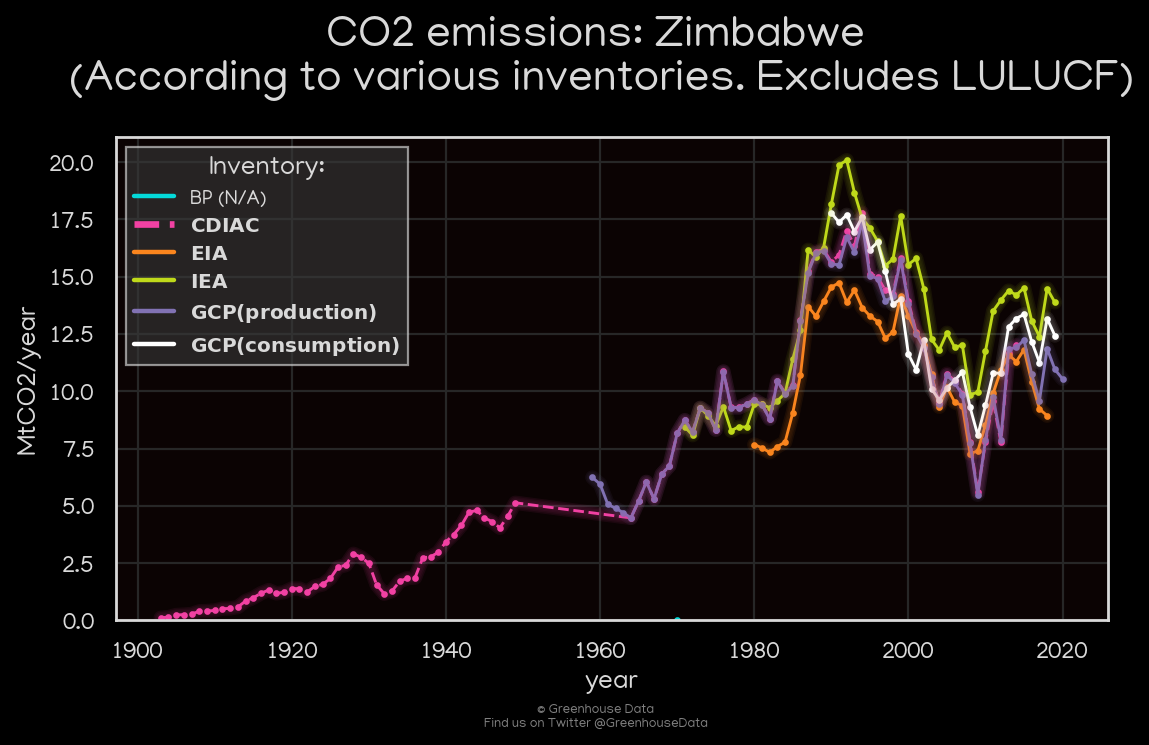 CO2 emissions: Zimbabwe
(According to various inventories. Excludes LULUCF)
Inventory:
BP (N/A)
CDIAC
EIA
IEA
GCP(production)
GCP(consumption)
MtCO2/year
20.0
17.5
15.0
12.5
10.0
7.5
5.0
2.5
0.0
1900 1920 1940 1960 1980 2000 2020
year
© Greenhouse Data
Find us on Twitter @GreenhouseData